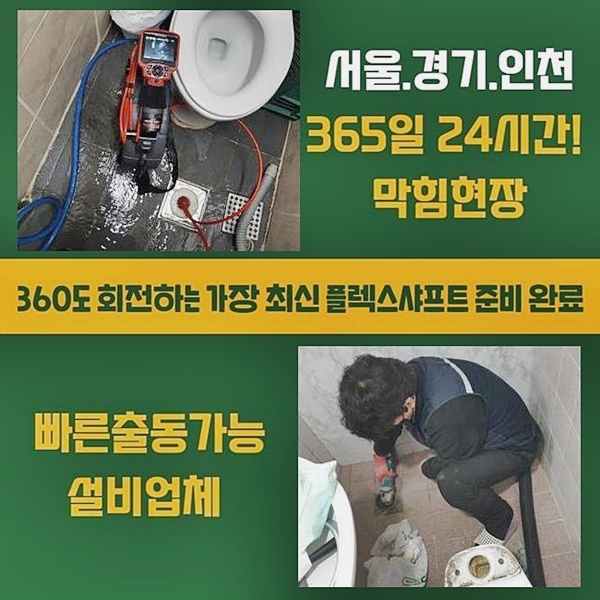 서울.경기.인천
365일 24시간!
막힘현장
360도 회전하는 가장 최신 플렉스샤프트 준비 완료
빠른출동가능
설비업체